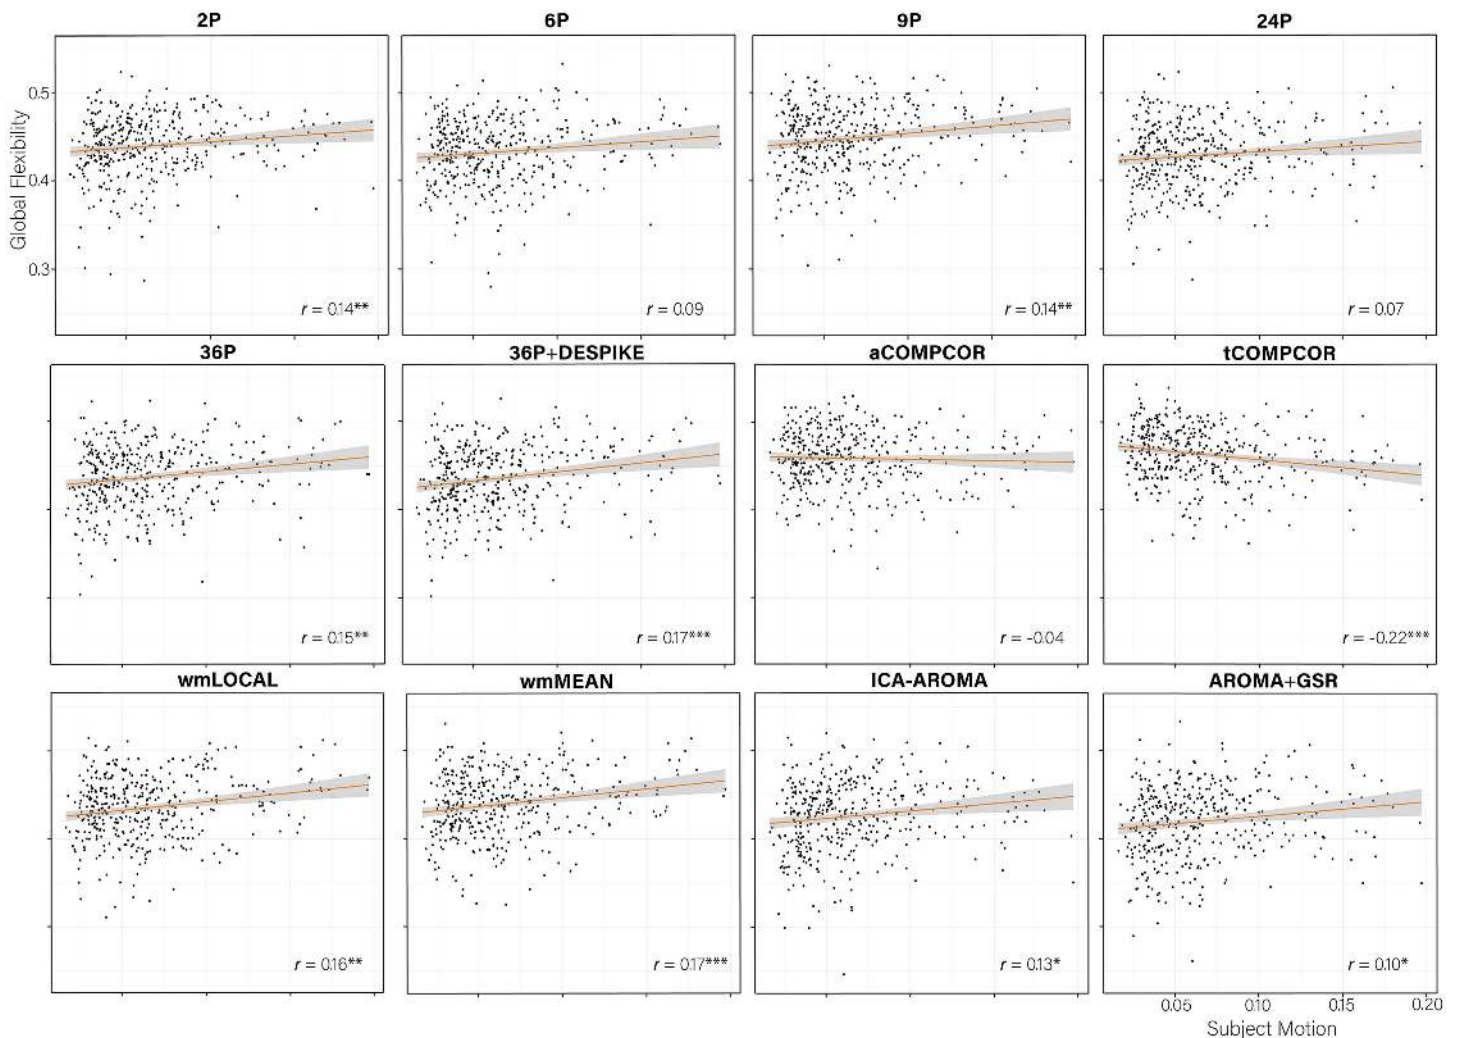 2P 6P 9P 24P
0.5
0.4
0.3
Global Flexibility
r = 0.14** r = 0.09 r = 0.14** r = 0.07
36P 36P+DESPIKE aCOMPCOR tCOMPCOR
r = 0.15** r = 0.17*** r = -0.04 r = -0.22***
wmLOCAL wmMEAN ICA-AROMA AROMA+GSR
r = 0.16** r = 0.17*** r = 0.13* r = 0.10*
0.05 0.10 0.15 0.20
Subject Motion